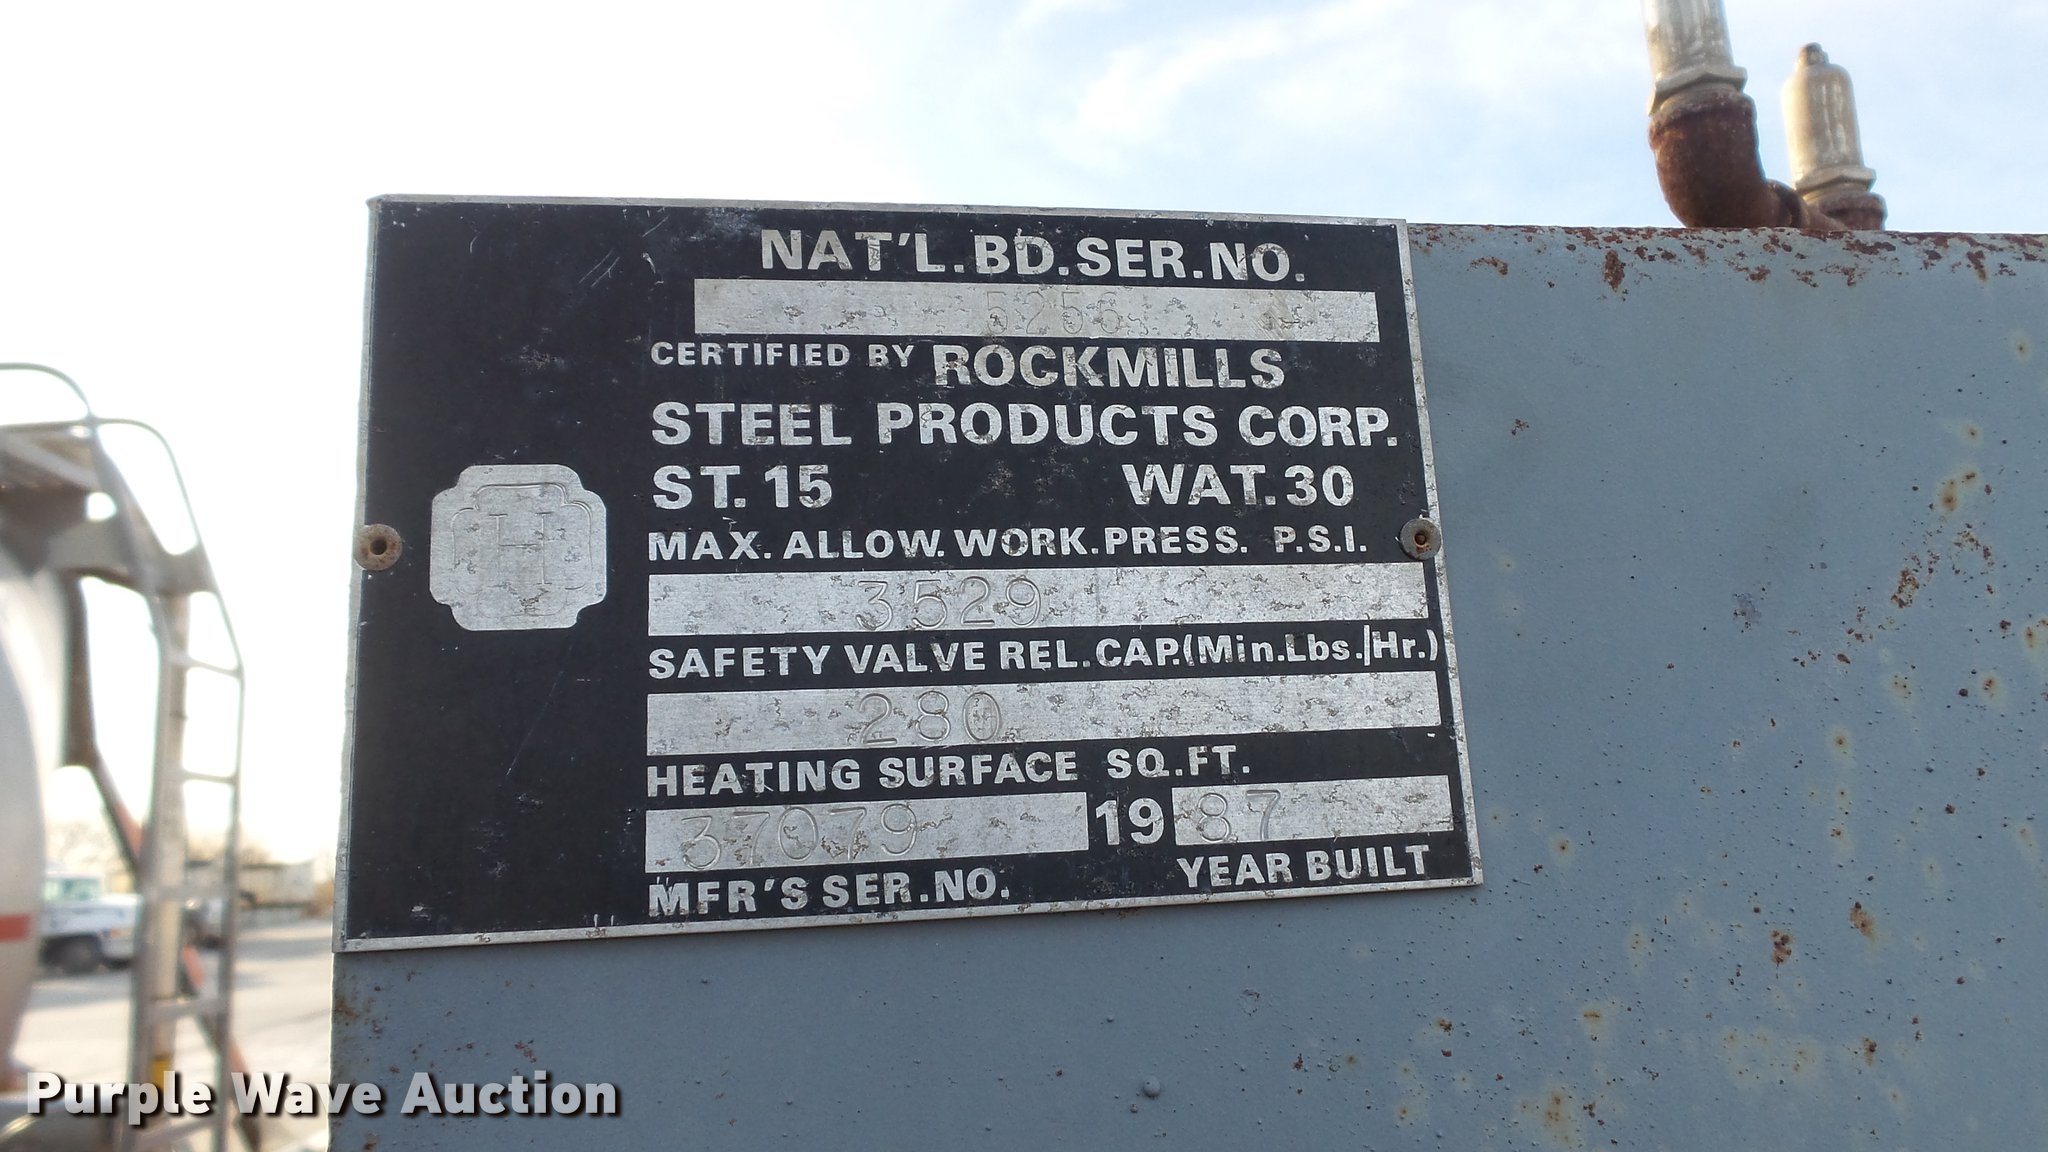 NAT'L.BD.SER.NO.
5256
CERTIFIED BY ROCKMILLS
STEEL PRODUCTS CORP.
ST. 15 WAT. 30
MAX. ALLOW. WORK. PRESS. P.S.I.
3529
SAFETY VALVE REL. CAP. (Min.Lbs./Hr.)
280
HEATING SURFACE SQ.FT.
37079 1987
MFR'S SER.NO. YEAR BUILT
H
Purple Wave Auction